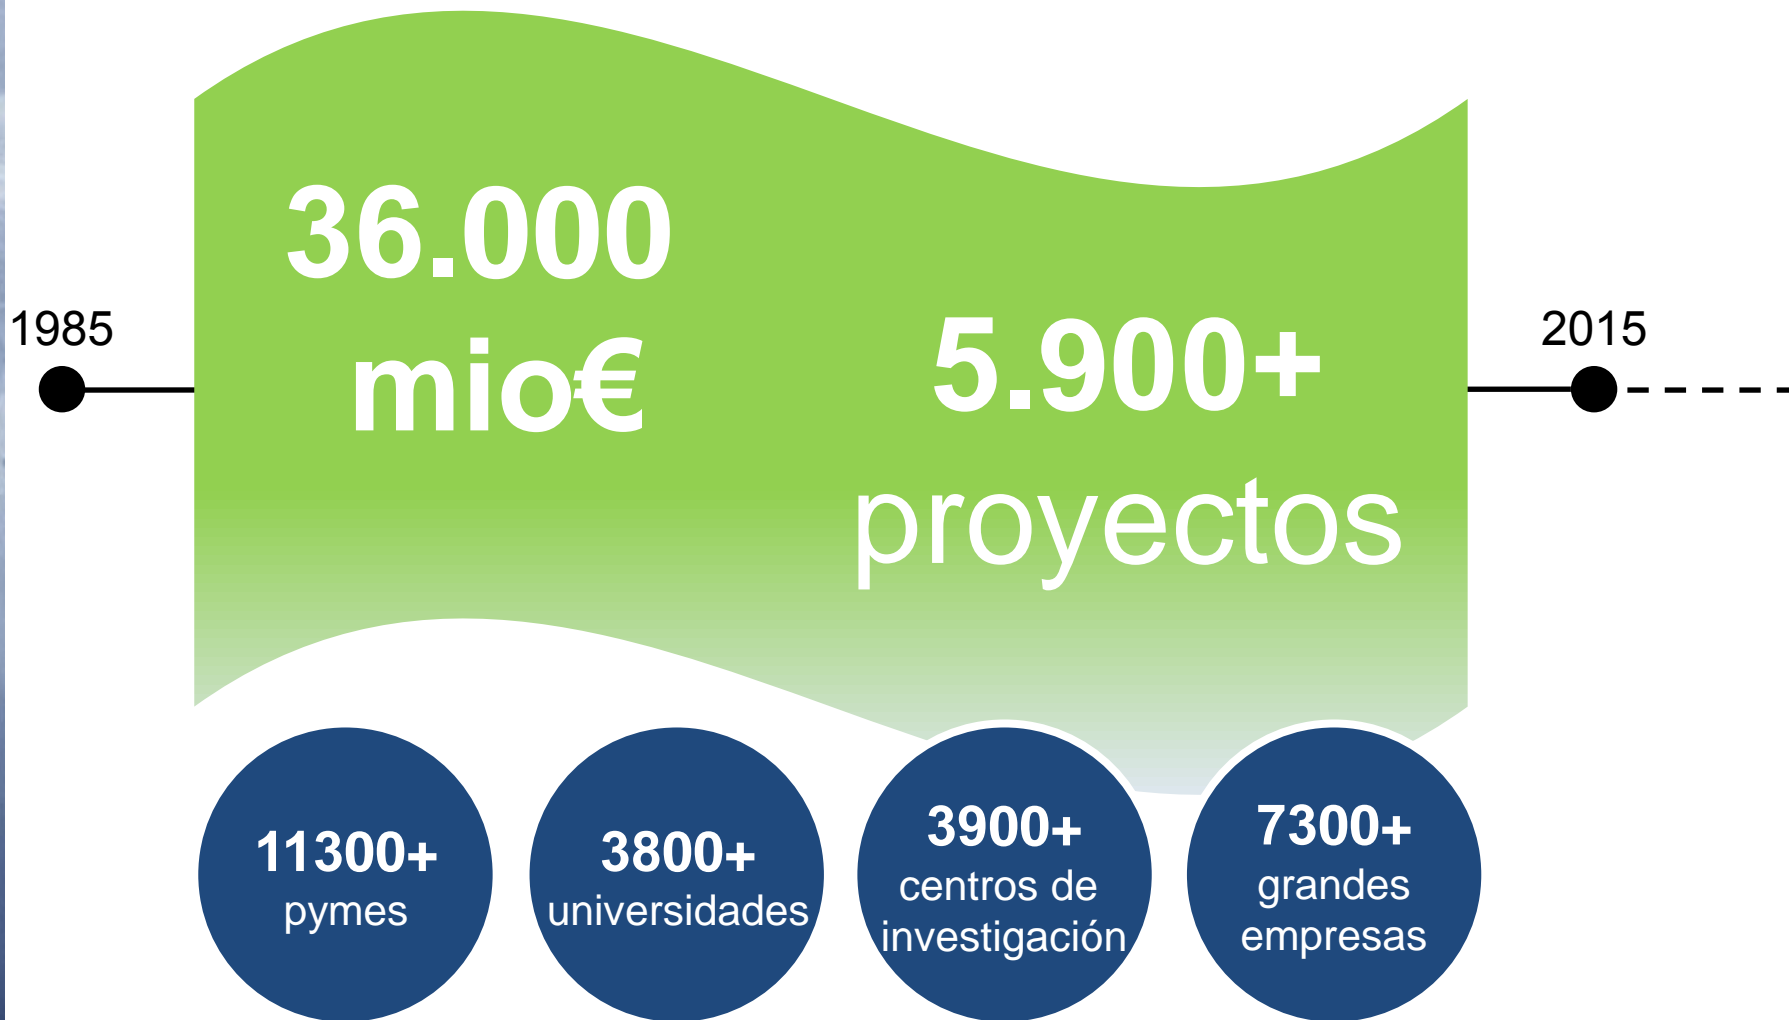 1985
36.000
mio€
5.900+
proyectos
2015
11300+
pymes
3800+
universidades
3900+
centros de
investigación
7300+
grandes
empresas